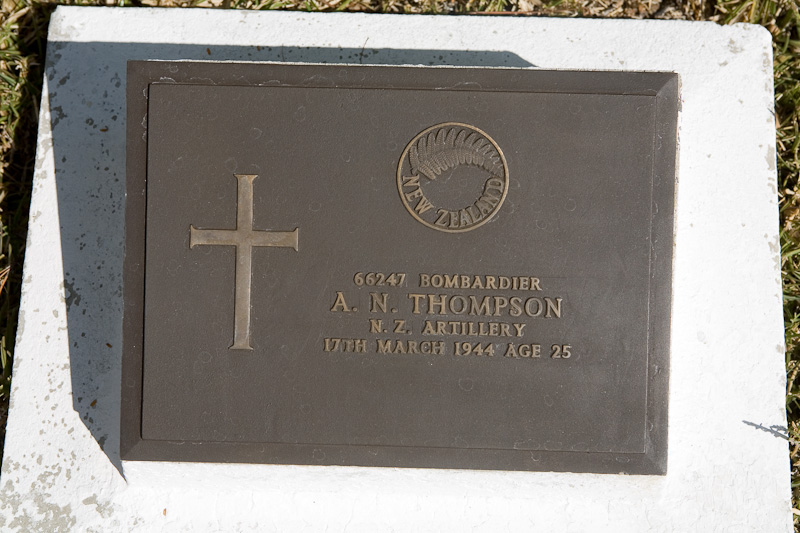 NEW ZEALAND
66247 BOMBARDIER
A. N. THOMPSON
N. Z. ARTILLERY
17TH MARCH 1944 AGE 25